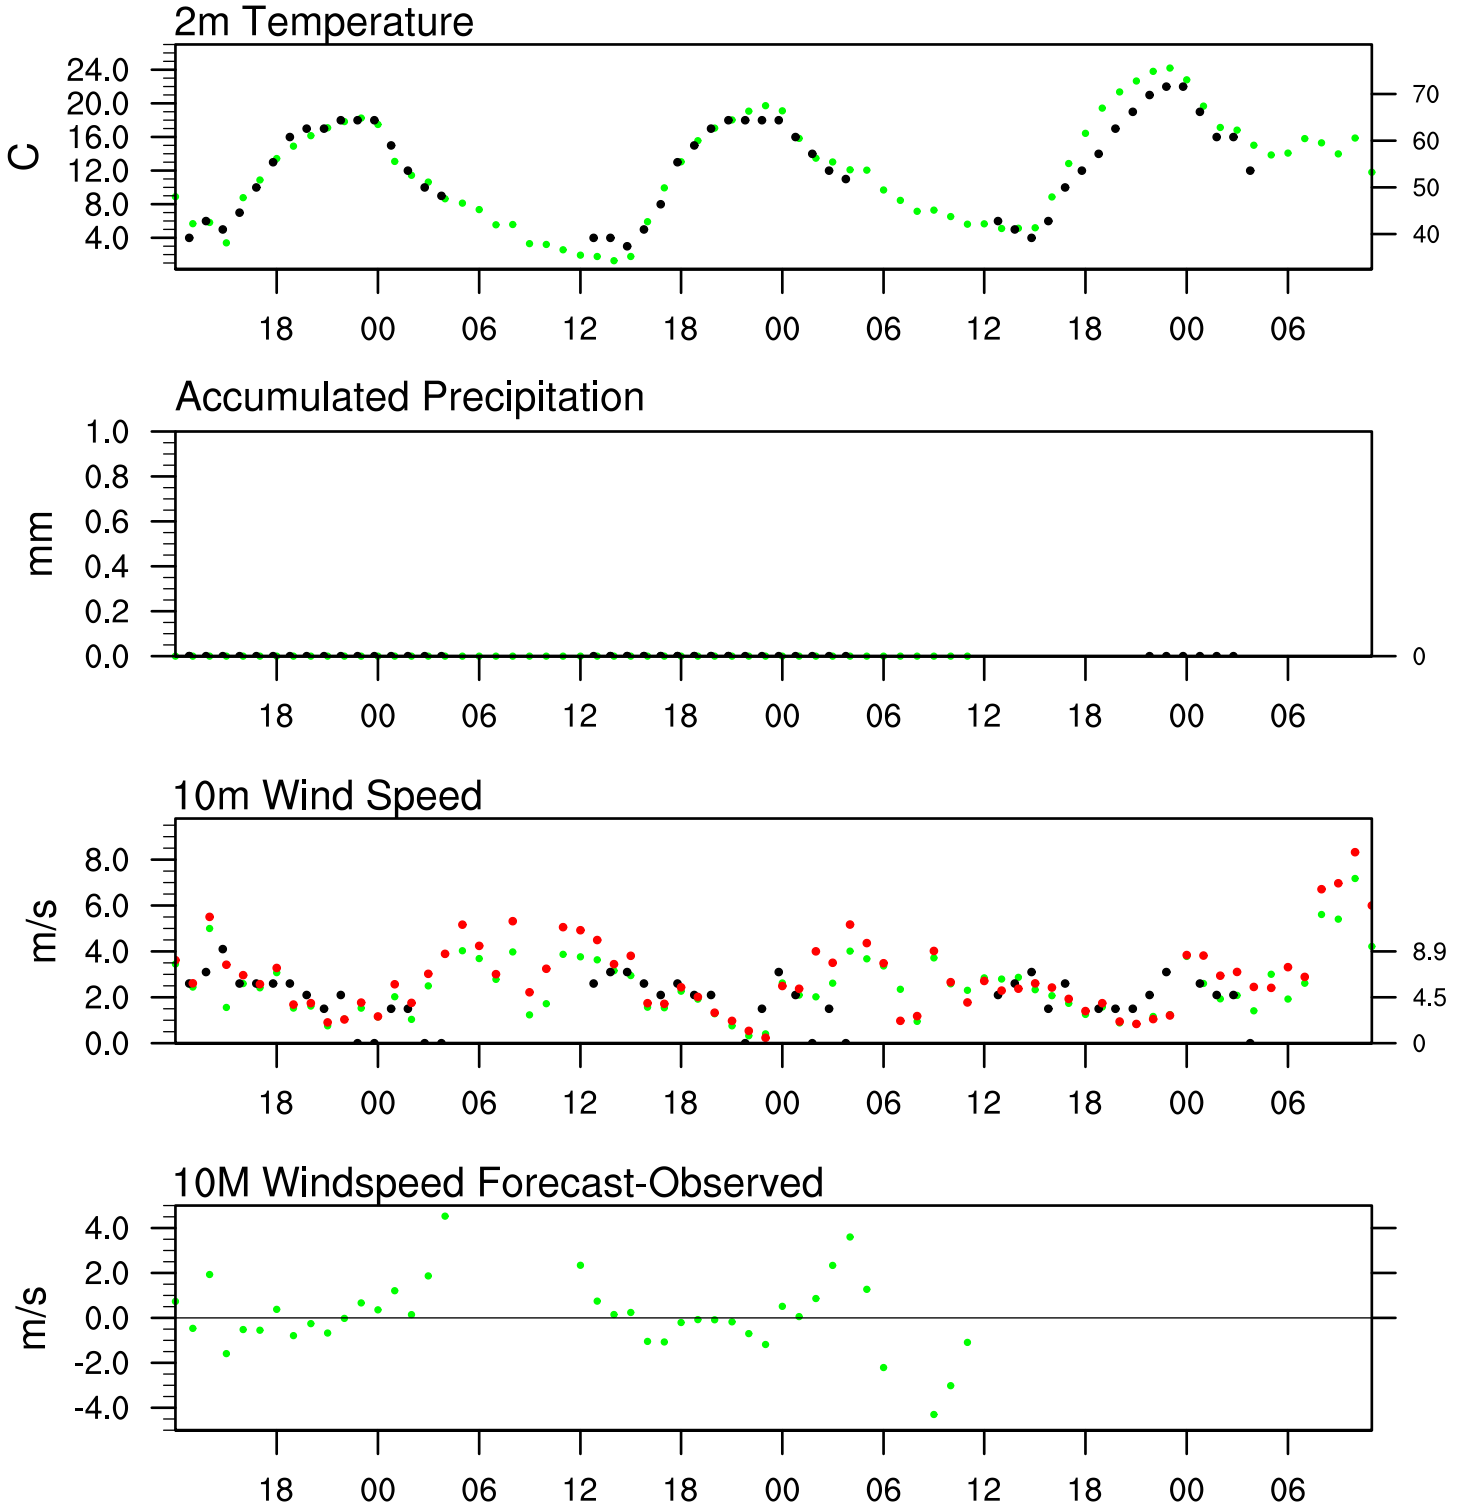 2m Temperature
24.0
20.0
16.0
12.0
8.0
4.0
C
70
60
50
40
18 00 06 12 18 00 06 12 18 00 06
Accumulated Precipitation
1.0
0.8
0.6
0.4
0.2
0.0
mm
0
18 00 06 12 18 00 06 12 18 00 06
10m Wind Speed
8.0
6.0
4.0
2.0
0.0
m/s
8.9
4.5
0
18 00 06 12 18 00 06 12 18 00 06
10M Windspeed Forecast-Observed
4.0
2.0
0.0
-2.0
-4.0
m/s
18 00 06 12 18 00 06 12 18 00 06